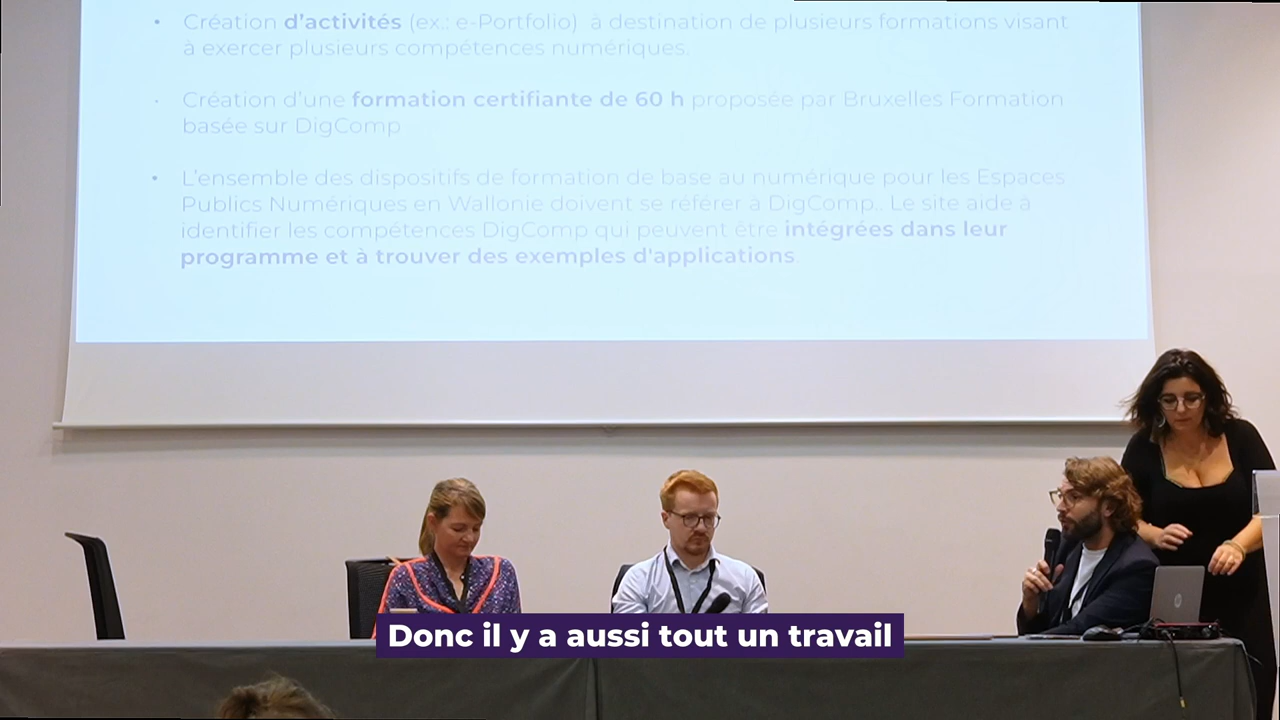 • Création d'activités (ex.: e-Portfolio) à destination de plusieurs formations visant
à exercer plusieurs compétences numériques.
• Création d'une formation certifiante de 60 h proposée par Bruxelles Formation
basée sur DigComp
• L'ensemble des dispositifs de formation de base au numérique pour les Espaces
Publics Numériques en Wallonie doivent se référer à DigComp.. Le site aide à
identifier les compétences DigComp qui peuvent être intégrées dans leur
programme et à trouver des exemples d'applications
Donc il y a aussi tout un travail